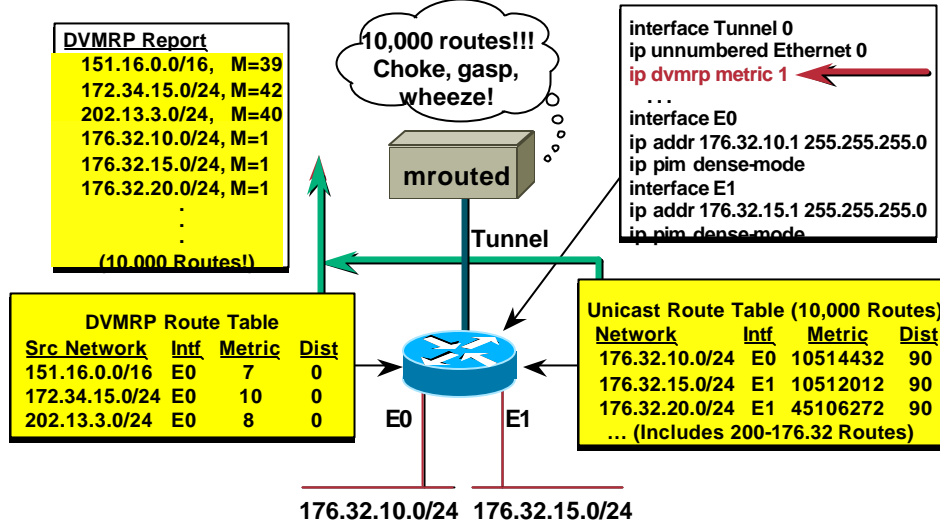 DVMRP Report
151.16.0.0/16, M=39
172.34.15.0/24, M=42
202.13.3.0/24, M=40
176.32.10.0/24, M=1
176.32.15.0/24, M=1
176.32.20.0/24, M=1
.
.
.
(10,000 Routes!)
10,000 routes!!!
Choke, gasp,
wheeze!
mrouted
Tunnel
interface Tunnel 0
ip unnumbered Ethernet 0
ip dvmrp metric 1
. . .
interface E0
ip addr 176.32.10.1 255.255.255.0
ip pim dense-mode
interface E1
ip addr 176.32.15.1 255.255.255.0
ip pim dense-mode
DVMRP Route Table
Src Network Intf Metric Dist
151.16.0.0/16 E0 7 0
172.34.15.0/24 E0 10 0
202.13.3.0/24 E0 8 0
Unicast Route Table (10,000 Routes)
Network Intf Metric Dist
176.32.10.0/24 E0 10514432 90
176.32.15.0/24 E1 10512012 90
176.32.20.0/24 E1 45106272 90
... (Includes 200-176.32 Routes)
E0 E1
176.32.10.0/24 176.32.15.0/24